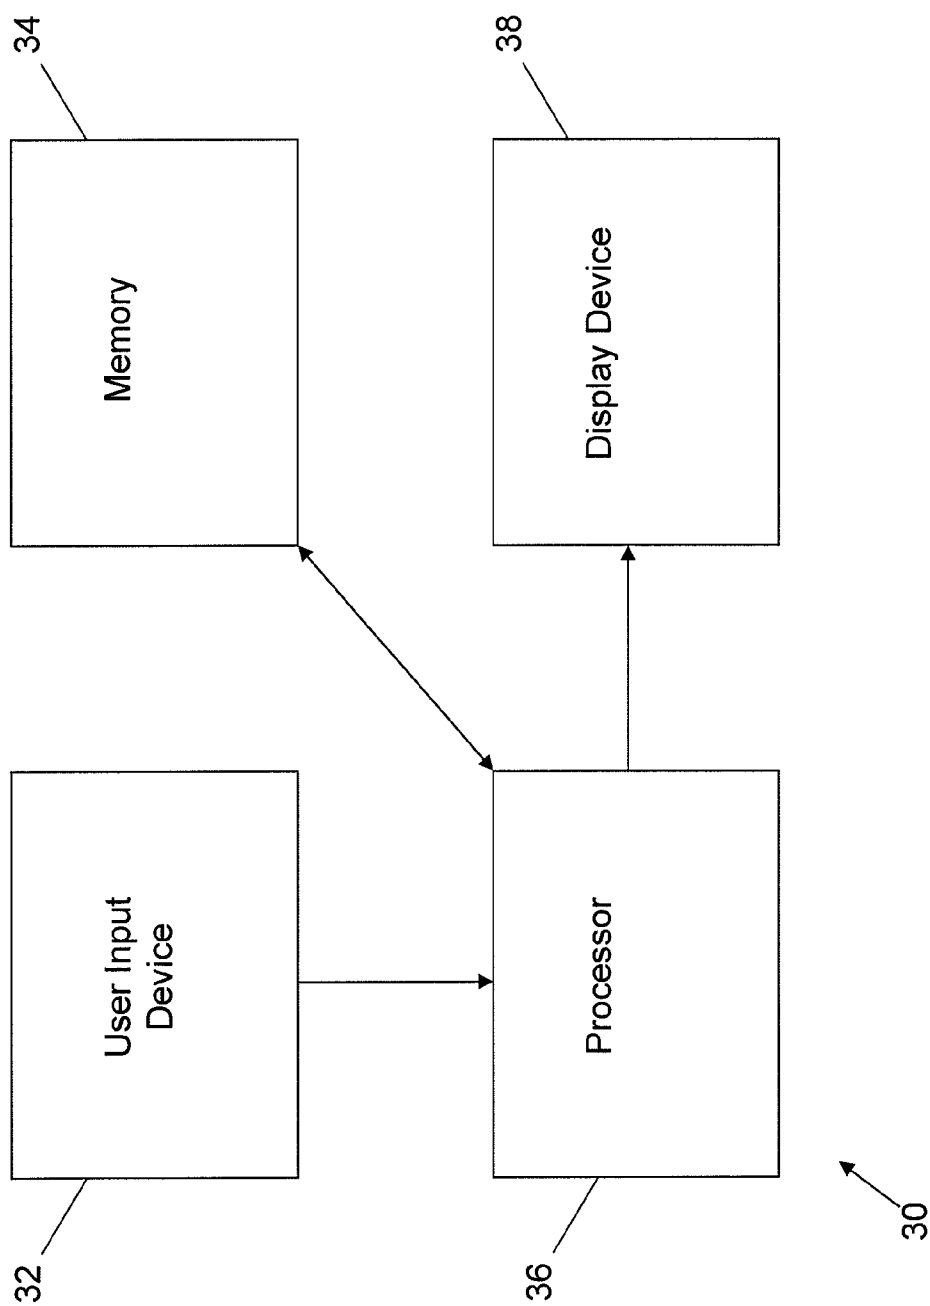 32
34
User Input
Device
Memory
36
38
Processor
Display Device
30